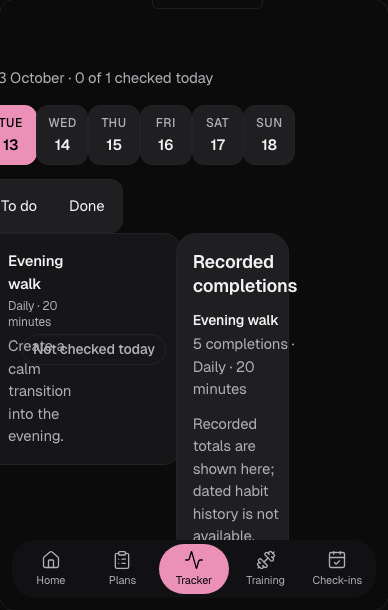 3 October · 0 of 1 checked today
TUE WED THU FRI SAT SUN
13 14 15 16 17 18
To do Done
Evening
walk
Daily · 20
minutes
Create a
calm
transition
into the
evening.
Not checked today
Recorded
completions
Evening walk
5 completions ·
Daily · 20
minutes
Recorded
totals are
shown here;
dated habit
history is not
available.
Home Plans Tracker Training Check-ins